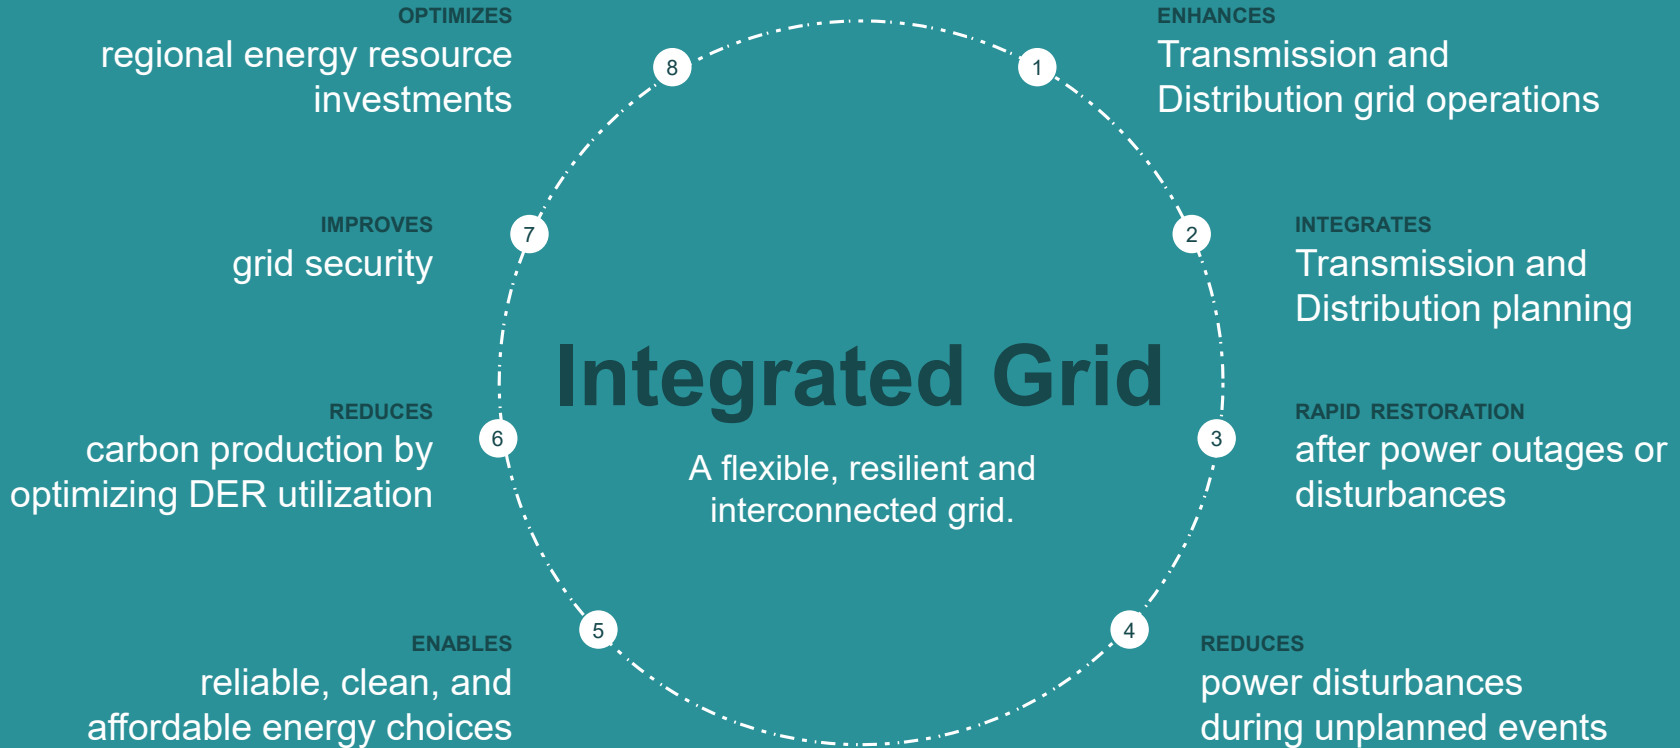 Integrated Grid
A flexible, resilient and
interconnected grid.
1
ENHANCES
Transmission and
Distribution grid operations
2
INTEGRATES
Transmission and
Distribution planning
3
RAPID RESTORATION
after power outages or
disturbances
4
REDUCES
power disturbances
during unplanned events
5
ENABLES
reliable, clean, and
affordable energy choices
6
REDUCES
carbon production by
optimizing DER utilization
7
IMPROVES
grid security
8
OPTIMIZES
regional energy resource
investments